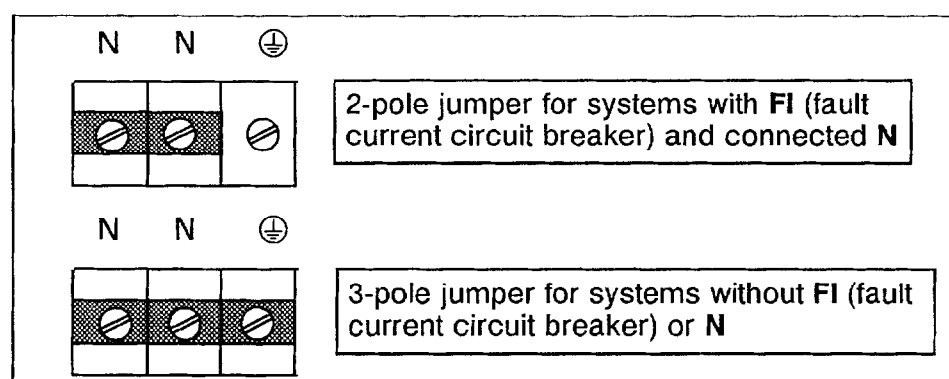 N N ⏚
2-pole jumper for systems with FI (fault
current circuit breaker) and connected N
N N ⏚
3-pole jumper for systems without FI (fault
current circuit breaker) or N